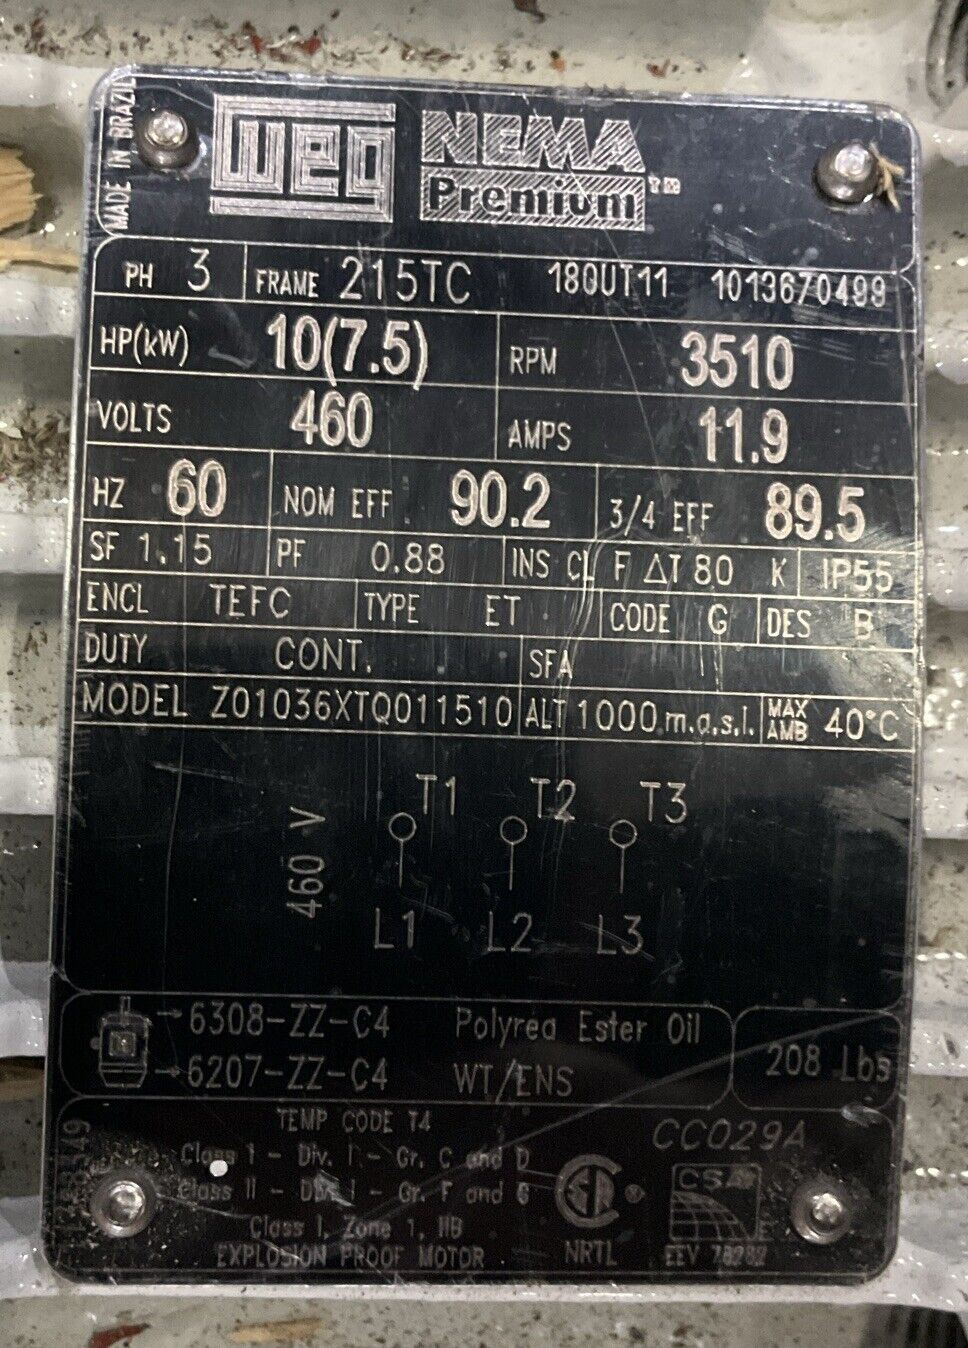 MADE IN BRAZIL
WEG NEMA Premium™
PH 3 FRAME 215TC 18OUT11 1013670499
HP(kW) 10(7.5) RPM 3510
VOLTS 460 AMPS 11.9
HZ 60 NOM EFF 90.2 3/4 EFF 89.5
SF 1.15 PF 0.88 INS CL F ΔT 80 K IP55
ENCL TEFC TYPE ET CODE G DES B
DUTY CONT. SFA
MODEL Z01036XTQ011510 ALT 1000 m.a.s.l. MAX AMB 40°C
460 V
T1 T2 T3
L1 L2 L3
6308-ZZ-C4 Polyrea Ester Oil
6207-ZZ-C4 WT/ENS
208 Lbs
TEMP CODE T4
CC029A
Class I - Div. I - Gr. C and D
Class II - Div. I - Gr. F and G
Class I, Zone 1, IIB
EXPLOSION PROOF MOTOR
NRTL
CSA
EEV